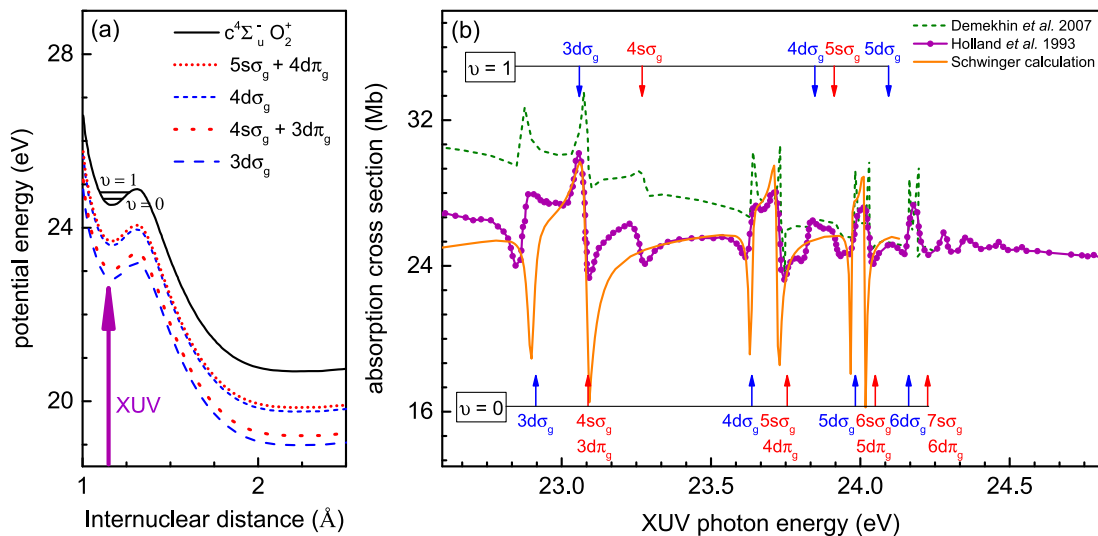 (a)
c⁴Σ⁻ᵤ O₂⁺
5sσg + 4dπg
4dσg
4sσg + 3dπg
3dσg
υ = 1
υ=0
XUV
28
24
20
potential energy (eV)
1
2
Internuclear distance (Å)
(b)
Demekhin et al. 2007
Holland et al. 1993
Schwinger calculation
υ = 1
3dσg
4sσg
4dσg
5sσg
5dσg
32
24
16
absorption cross section (Mb)
υ = 0
3dσg
4sσg
3dπg
4dσg
5sσg
4dπg
5dσg
6sσg
5dπg
6dσg
7sσg
6dπg
23.0
23.5
24.0
24.5
XUV photon energy (eV)